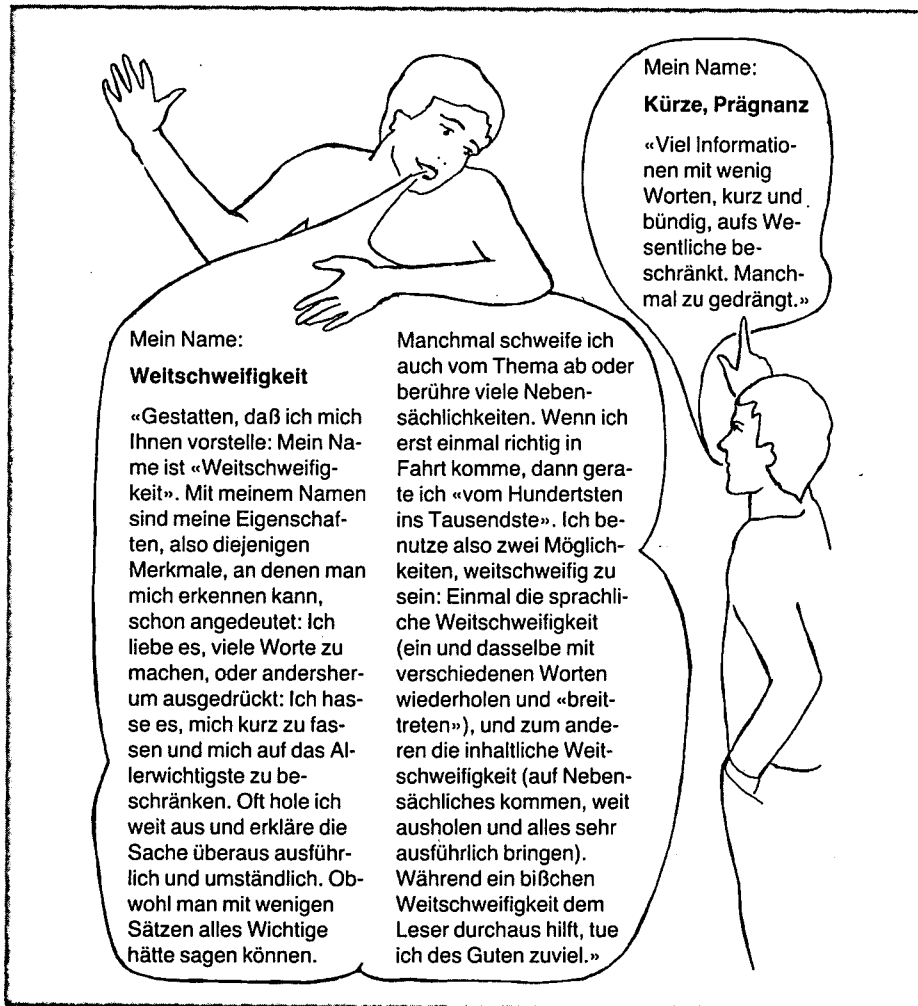 Mein Name:
Weitschweifigkeit
«Gestatten, daß ich mich
Ihnen vorstelle: Mein Na-
me ist «Weitschweifig-
keit». Mit meinem Namen
sind meine Eigenschaf-
ten, also diejenigen
Merkmale, an denen man
mich erkennen kann,
schon angedeutet: Ich
liebe es, viele Worte zu
machen, oder andersher-
um ausgedrückt: Ich has-
se es, mich kurz zu fas-
sen und mich auf das Al-
lerwichtigste zu be-
schränken. Oft hole ich
weit aus und erkläre die
Sache überaus ausführ-
lich und umständlich. Ob-
wohl man mit wenigen
Sätzen alles Wichtige
hätte sagen können.
Manchmal schweife ich
auch vom Thema ab oder
berühre viele Neben-
sächlichkeiten. Wenn ich
erst einmal richtig in
Fahrt komme, dann gera-
te ich «vom Hundertsten
ins Tausendste». Ich be-
nutze also zwei Möglich-
keiten, weitschweifig zu
sein: Einmal die sprachli-
che Weitschweifigkeit
(ein und dasselbe mit
verschiedenen Worten
wiederholen und «breit-
treten»), und zum ande-
ren die inhaltliche Weit-
schweifigkeit (auf Neben-
sächliches kommen, weit
ausholen und alles sehr
ausführlich bringen).
Während ein bißchen
Weitschweifigkeit dem
Leser durchaus hilft, tue
ich des Guten zuviel.»
Mein Name:
Kürze, Prägnanz
«Viel Informatio-
nen mit wenig
Worten, kurz und
bündig, aufs We-
sentliche be-
schränkt. Manch-
mal zu gedrängt.»